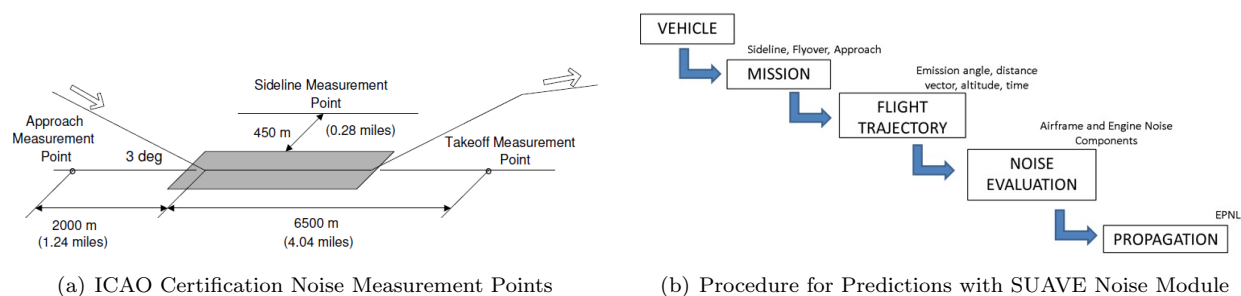 Sideline Measurement
Point
450 m
(0.28 miles)
Approach
Measurement
Point
3 deg
Takeoff Measurement
Point
2000 m
(1.24 miles)
6500 m
(4.04 miles)
(a) ICAO Certification Noise Measurement Points
VEHICLE
Sideline, Flyover, Approach
MISSION
Emission angle, distance
vector, altitude, time
FLIGHT
TRAJECTORY
Airframe and Engine Noise
Components
NOISE
EVALUATION
EPNL
PROPAGATION
(b) Procedure for Predictions with SUAVE Noise Module